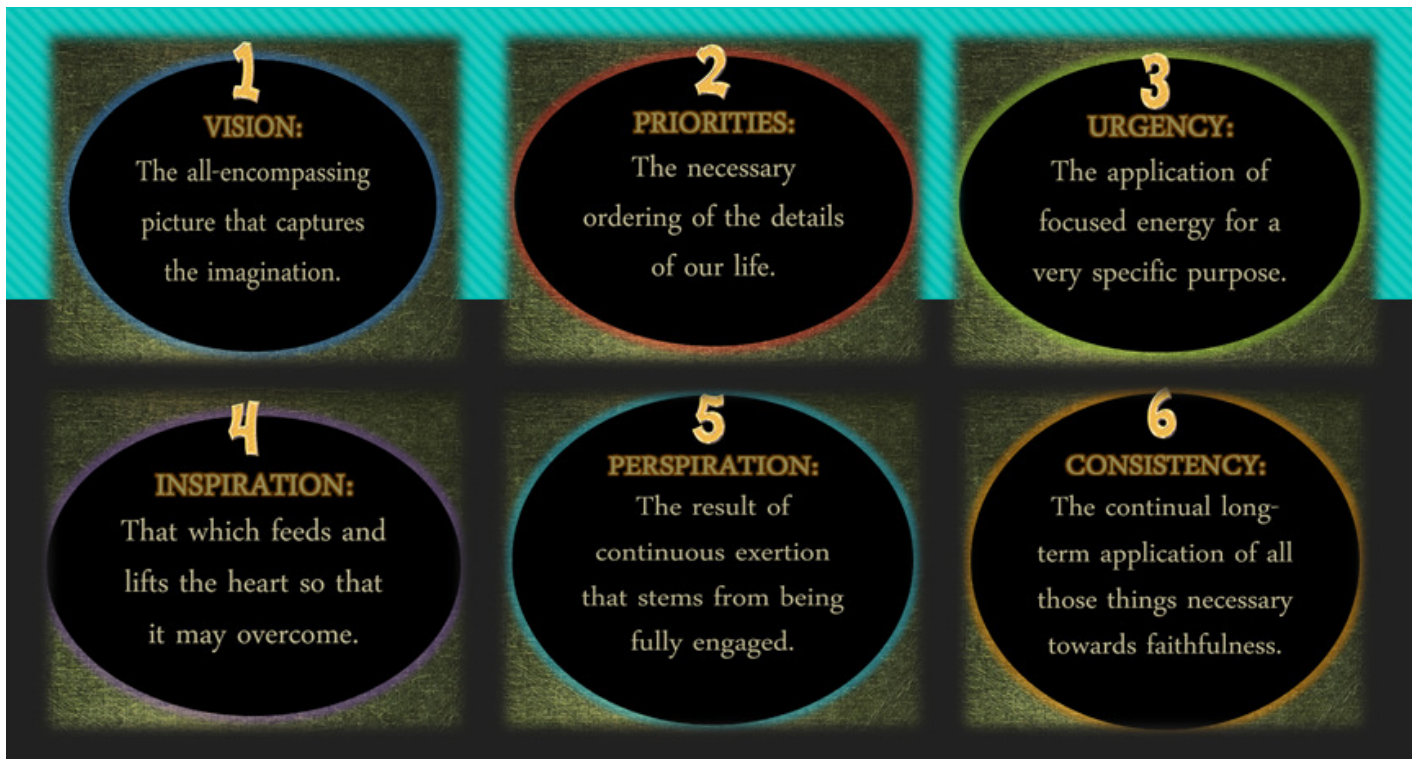 1
VISION:
The all-encompassing
picture that captures
the imagination.
2
PRIORITIES:
The necessary
ordering of the details
of our life.
3
URGENCY:
The application of
focused energy for a
very specific purpose.
4
INSPIRATION:
That which feeds and
lifts the heart so that
it may overcome.
5
PERSPIRATION:
The result of
continuous exertion
that stems from being
fully engaged.
6
CONSISTENCY:
The continual long-
term application of all
those things necessary
towards faithfulness.